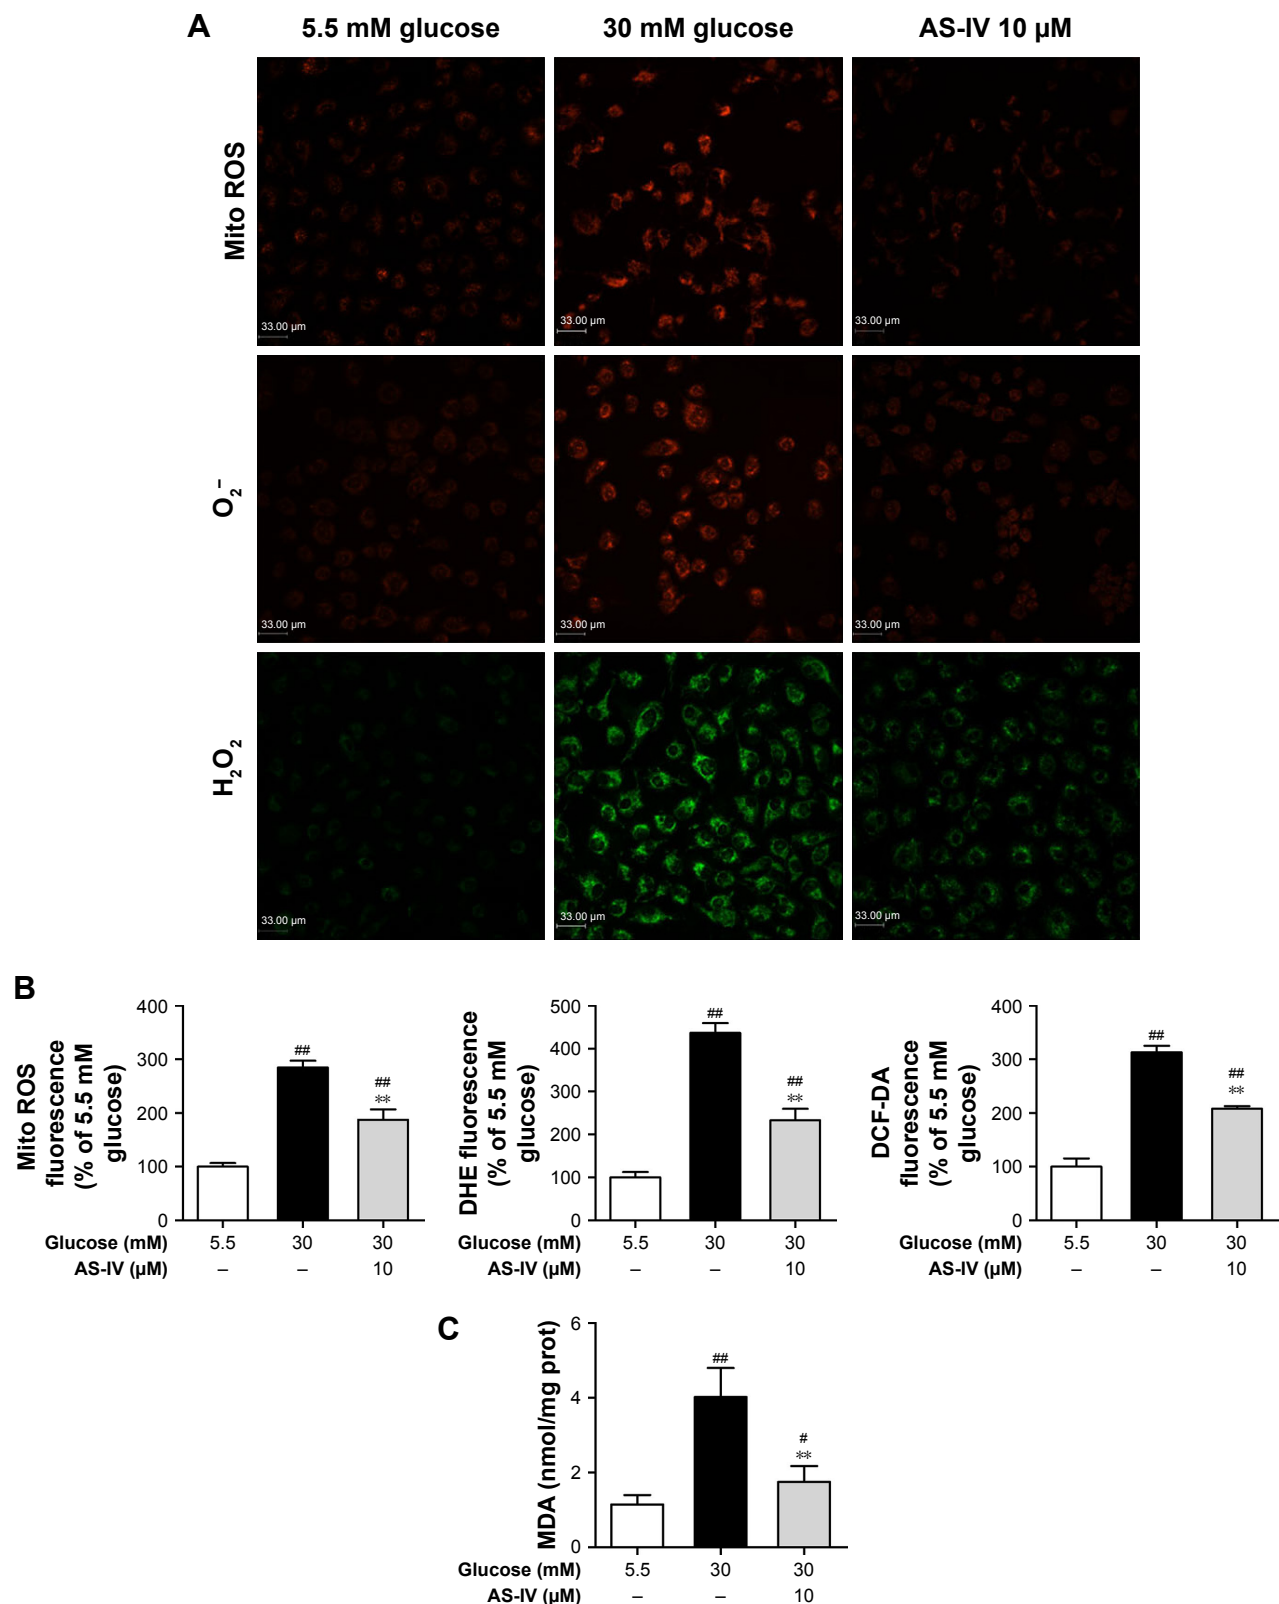 A
5.5 mM glucose 30 mM glucose AS-IV 10 µM
Mito ROS
33.00 µm 33.00 µm 33.00 µm
O₂⁻
33.00 µm 33.00 µm 33.00 µm
H₂O₂
33.00 µm 33.00 µm 33.00 µm
B
Mito ROS
fluorescence
(% of 5.5 mM
glucose)
400
300
200
100
0
##
##
**
Glucose (mM) 5.5 30 30
AS-IV (µM) – – 10
DHE fluorescence
(% of 5.5 mM
glucose)
500
400
300
200
100
0
##
##
**
Glucose (mM) 5.5 30 30
AS-IV (µM) – – 10
DCF-DA
fluorescence
(% of 5.5 mM
glucose)
400
300
200
100
0
##
##
**
Glucose (mM) 5.5 30 30
AS-IV (µM) – – 10
C
MDA (nmol/mg prot)
6
4
2
0
##
#
**
Glucose (mM) 5.5 30 30
AS-IV (µM) – – 10